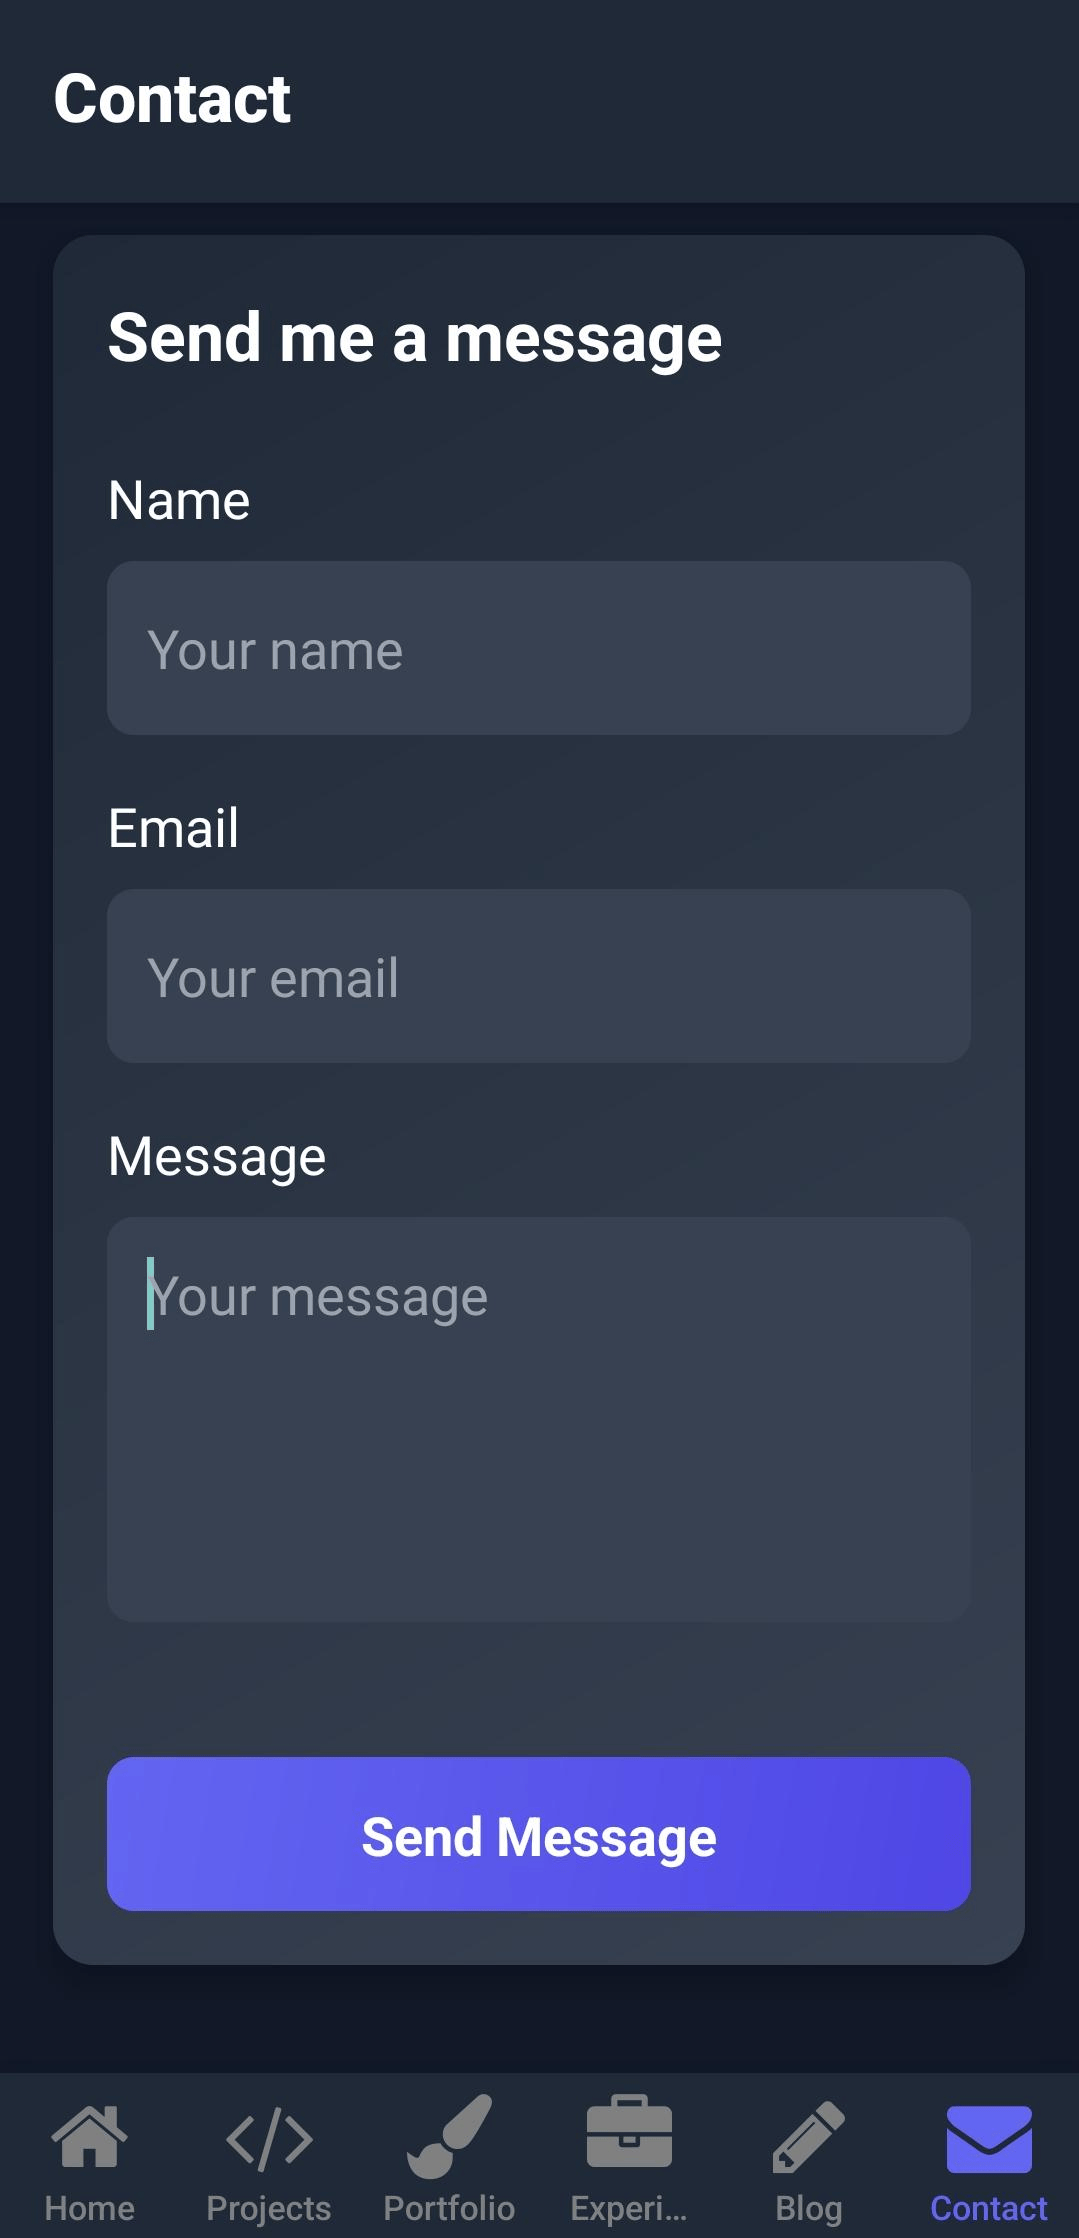 Contact
Send me a message
Name
Your name
Email
Your email
Message
Your message
Send Message
Home
Projects
Portfolio
Experi...
Blog
Contact